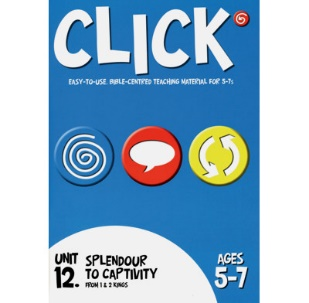 CLICK
EASY-TO-USE, BIBLE-CENTRED TEACHING MATERIAL FOR 5-7s
UNIT
12.
SPLENDOUR
TO CAPTIVITY
FROM 1 & 2 KINGS
AGES
5-7